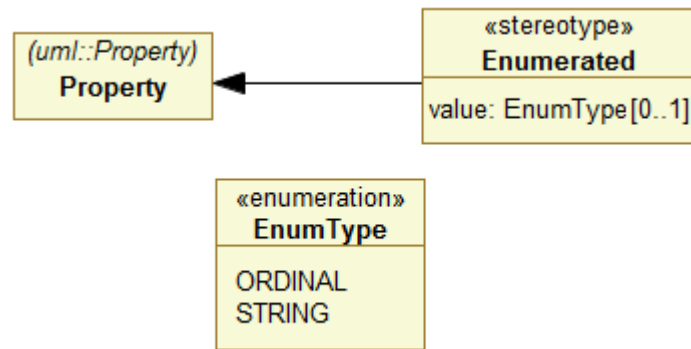 (uml::Property)
Property
«stereotype»
Enumerated
value: EnumType[0..1]
«enumeration»
EnumType
ORDINAL
STRING